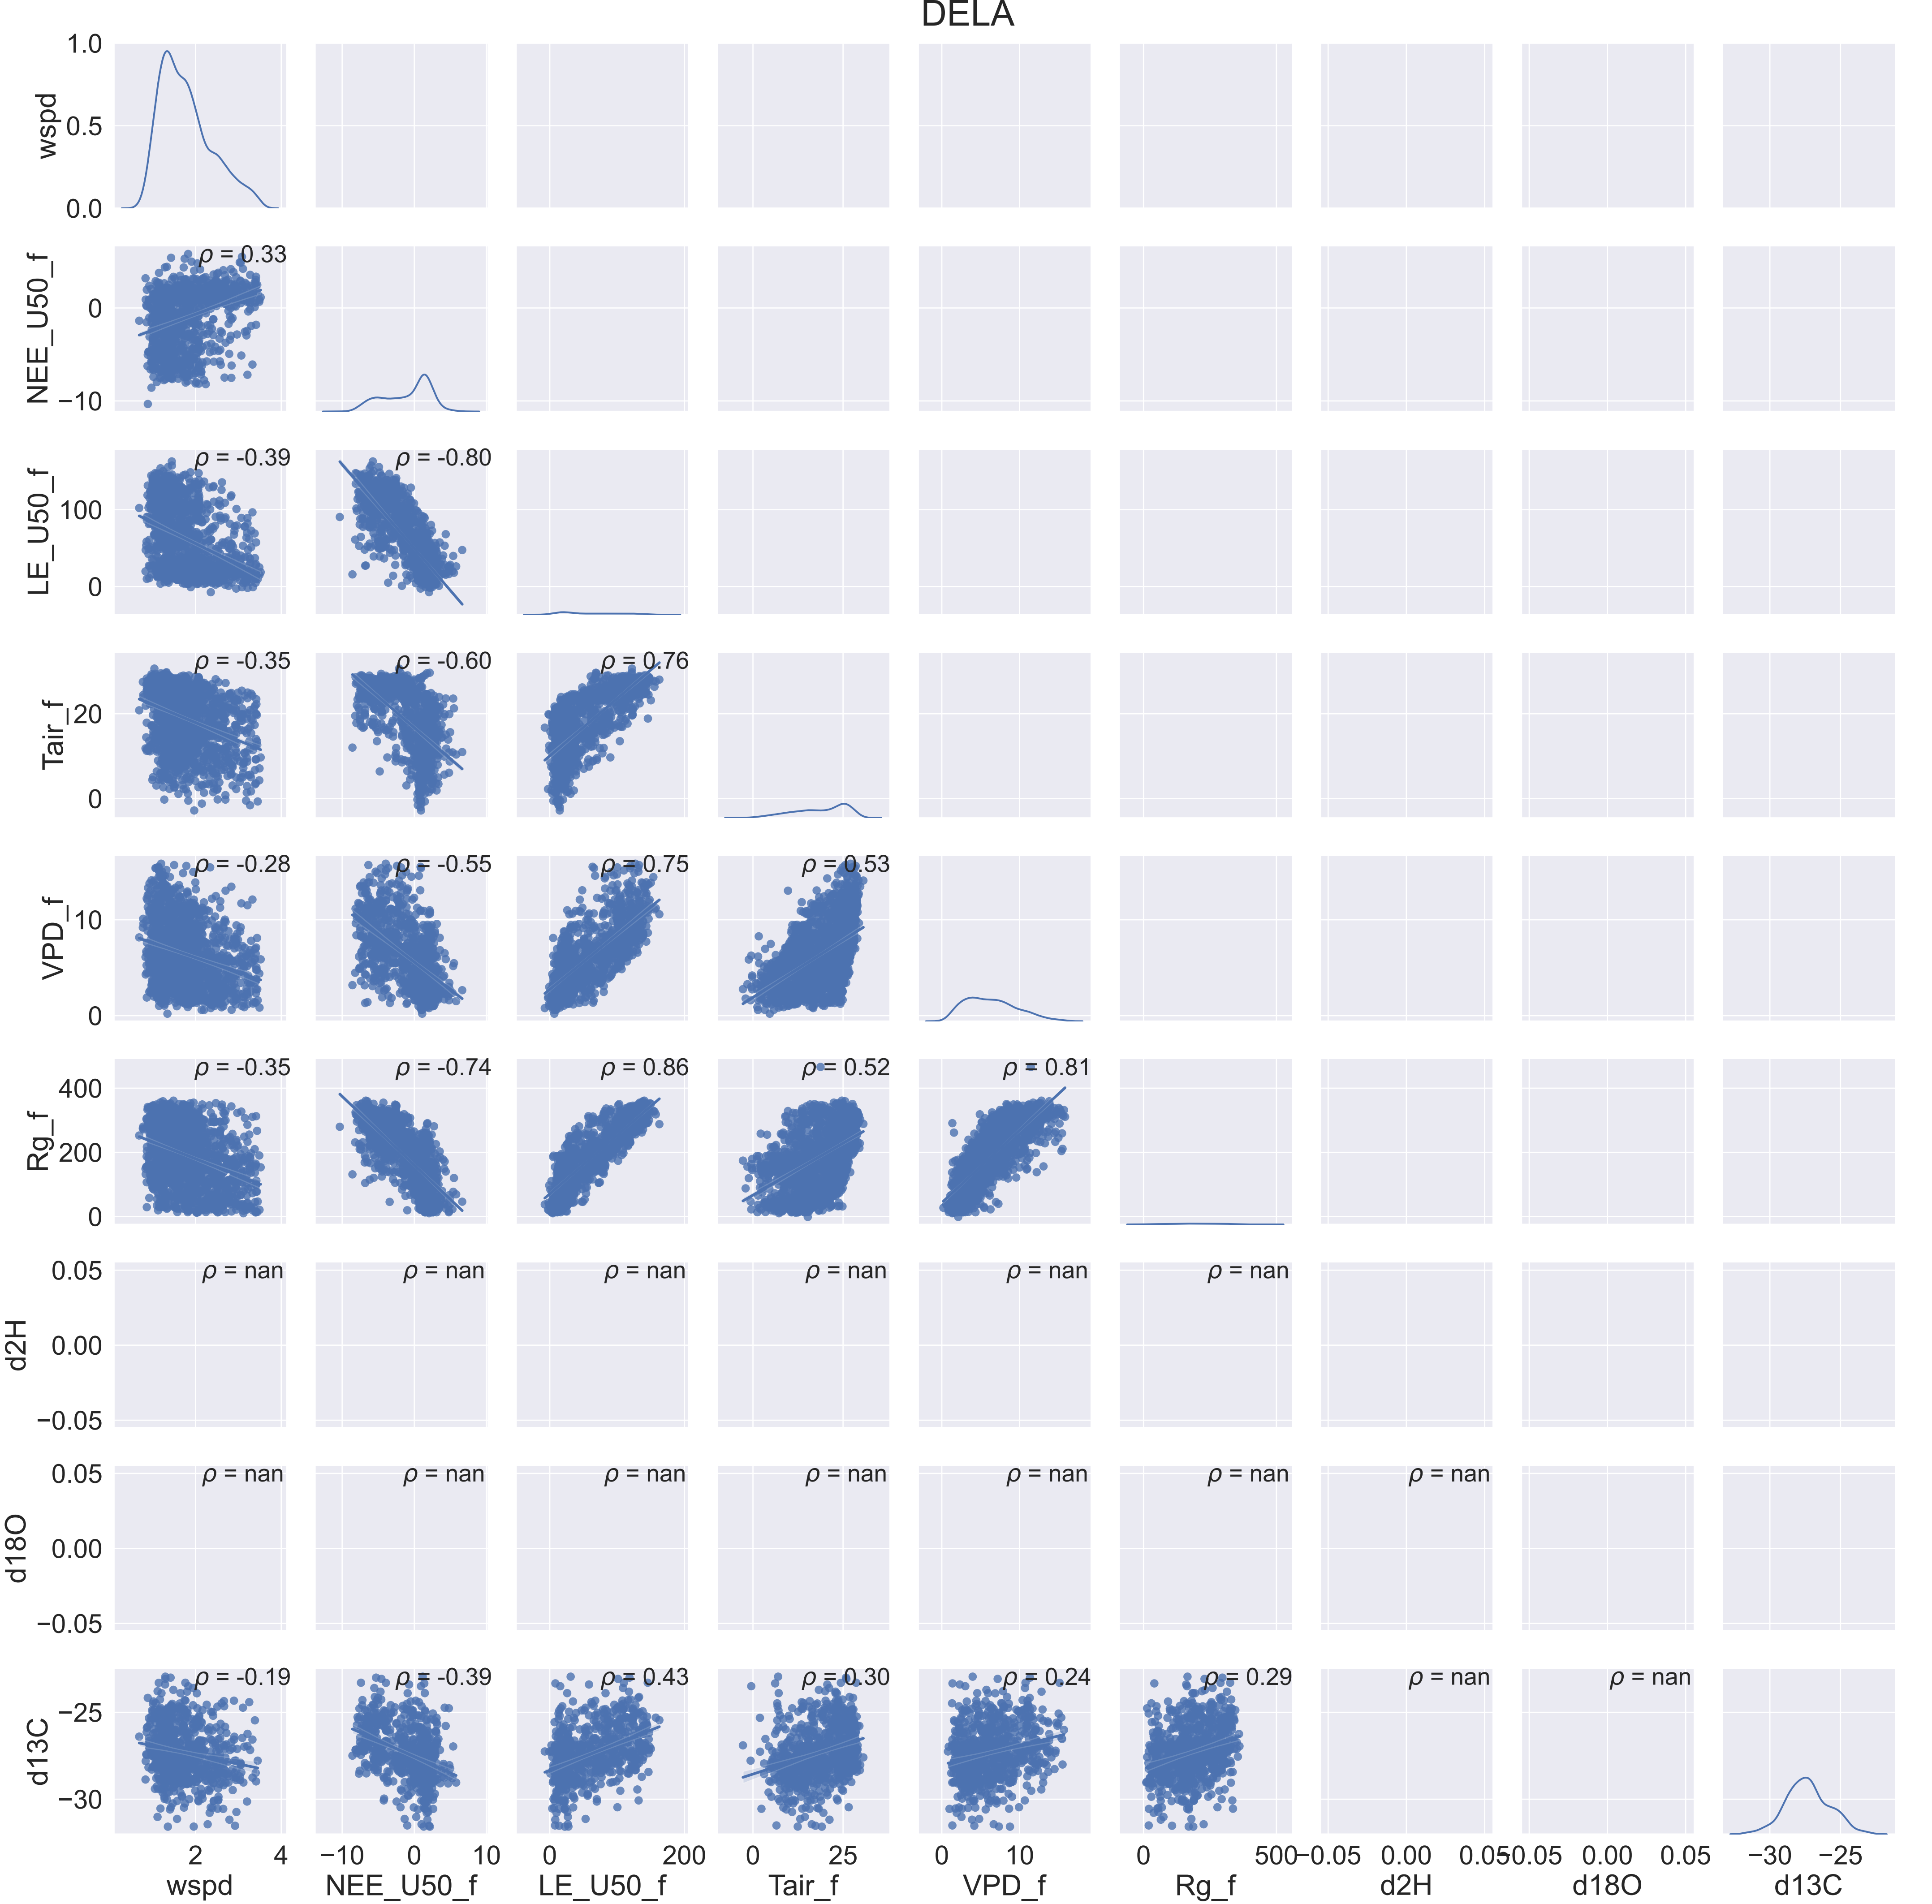 DELA
wspd
1.0
0.5
0.0
NEE_U50_f
0
−10
ρ = 0.33
LE_U50_f
100
0
ρ = -0.39
ρ = -0.80
Tair_f
20
0
ρ = -0.35
ρ = -0.60
ρ = 0.76
VPD_f
10
0
ρ = -0.28
ρ = -0.55
ρ = 0.75
ρ = 0.53
Rg_f
400
200
0
ρ = -0.35
ρ = -0.74
ρ = 0.86
ρ = 0.52
ρ = 0.81
d2H
0.05
0.00
−0.05
ρ = nan
ρ = nan
ρ = nan
ρ = nan
ρ = nan
ρ = nan
d18O
0.05
0.00
−0.05
ρ = nan
ρ = nan
ρ = nan
ρ = nan
ρ = nan
ρ = nan
ρ = nan
d13C
−25
−30
ρ = -0.19
ρ = -0.39
ρ = 0.43
ρ = 0.30
ρ = 0.24
ρ = 0.29
ρ = nan
ρ = nan
2 4
−10 0 10
0 200
0 25
0 10
0 500
−0.05 0.00 0.05
−0.05 0.00 0.05
−30 −25
wspd
NEE_U50_f
LE_U50_f
Tair_f
VPD_f
Rg_f
d2H
d18O
d13C